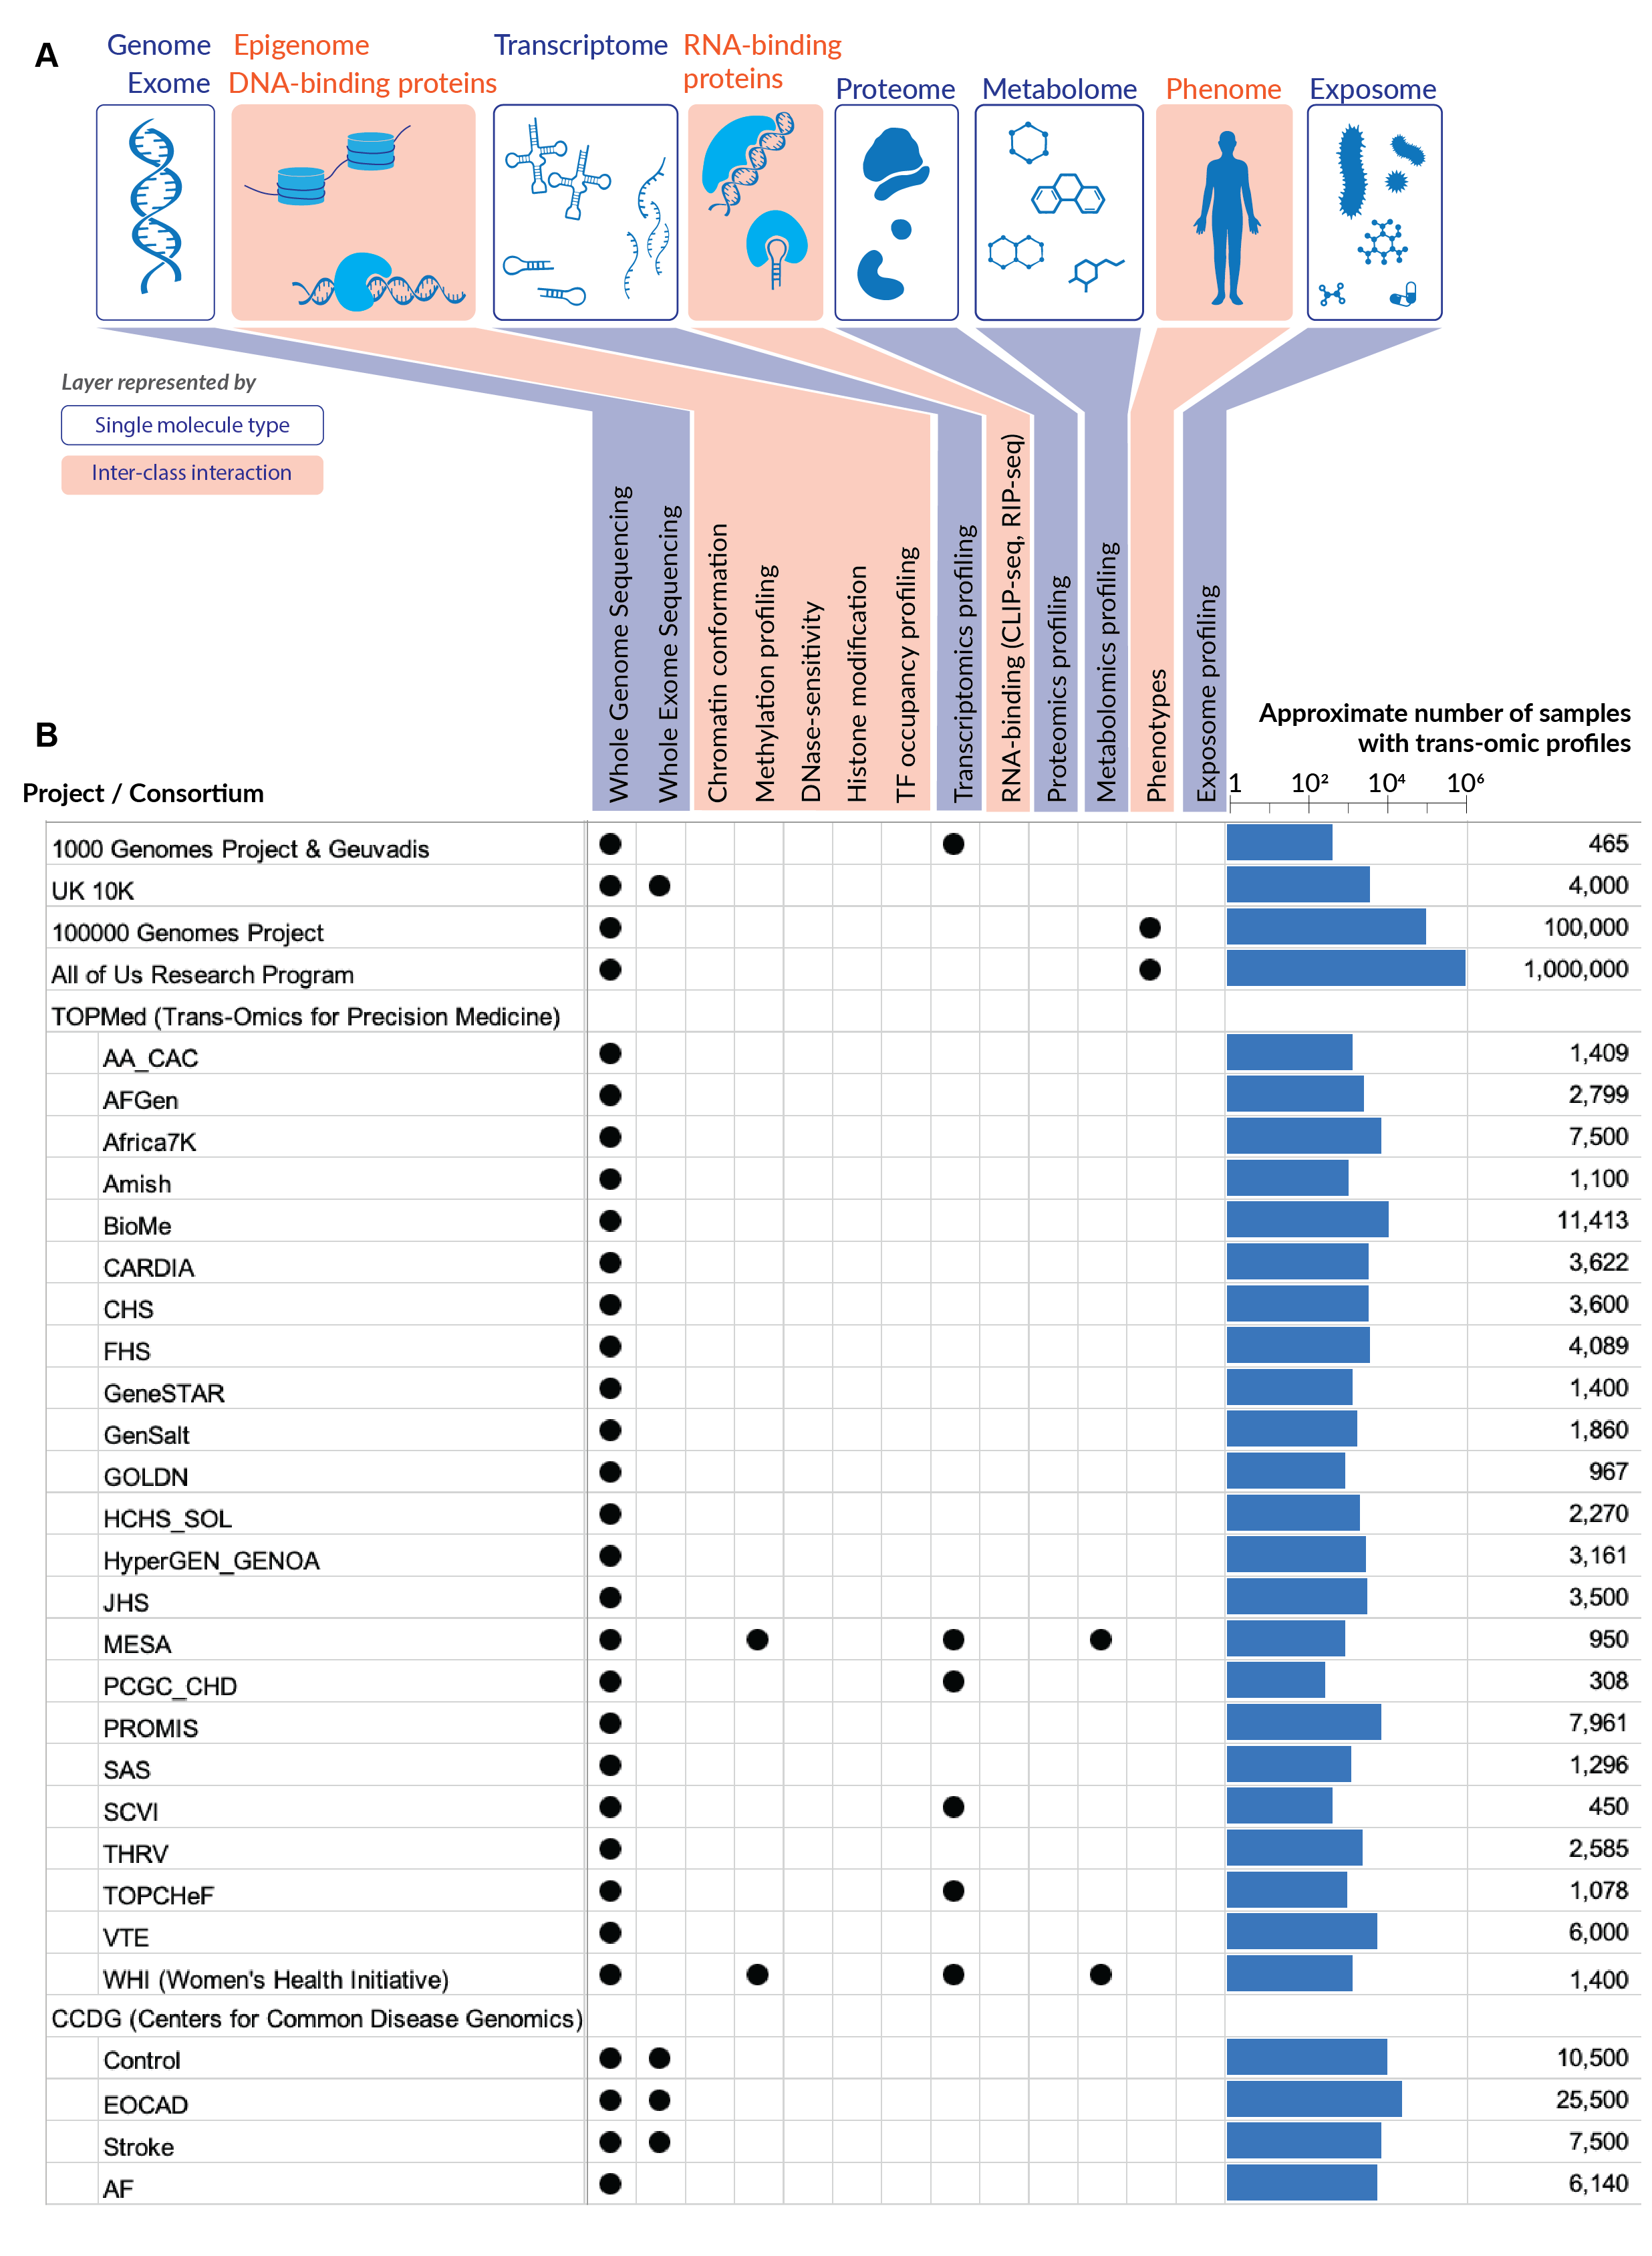 A
Genome
Exome
Epigenome
DNA-binding proteins
Transcriptome
RNA-binding
proteins
Proteome
Metabolome
Phenome
Exposome
Layer represented by
Single molecule type
Inter-class interaction
Whole Genome Sequencing
Whole Exome Sequencing
Chromatin conformation
Methylation profiling
DNase-sensitivity
Histone modification
TF occupancy profiling
Transcriptomics profiling
RNA-binding (CLIP-seq, RIP-seq)
Proteomics profiling
Metabolomics profiling
Phenotypes
Exposome profiling
B
Approximate number of samples
with trans-omic profiles
Project / Consortium
1 10² 10⁴ 10⁶
1000 Genomes Project & Geuvadis 465
UK 10K 4,000
100000 Genomes Project 100,000
All of Us Research Program 1,000,000
TOPMed (Trans-Omics for Precision Medicine)
AA_CAC 1,409
AFGen 2,799
Africa7K 7,500
Amish 1,100
BioMe 11,413
CARDIA 3,622
CHS 3,600
FHS 4,089
GeneSTAR 1,400
GenSalt 1,860
GOLDN 967
HCHS_SOL 2,270
HyperGEN_GENOA 3,161
JHS 3,500
MESA 950
PCGC_CHD 308
PROMIS 7,961
SAS 1,296
SCVI 450
THRV 2,585
TOPCHeF 1,078
VTE 6,000
WHI (Women's Health Initiative) 1,400
CCDG (Centers for Common Disease Genomics)
Control 10,500
EOCAD 25,500
Stroke 7,500
AF 6,140